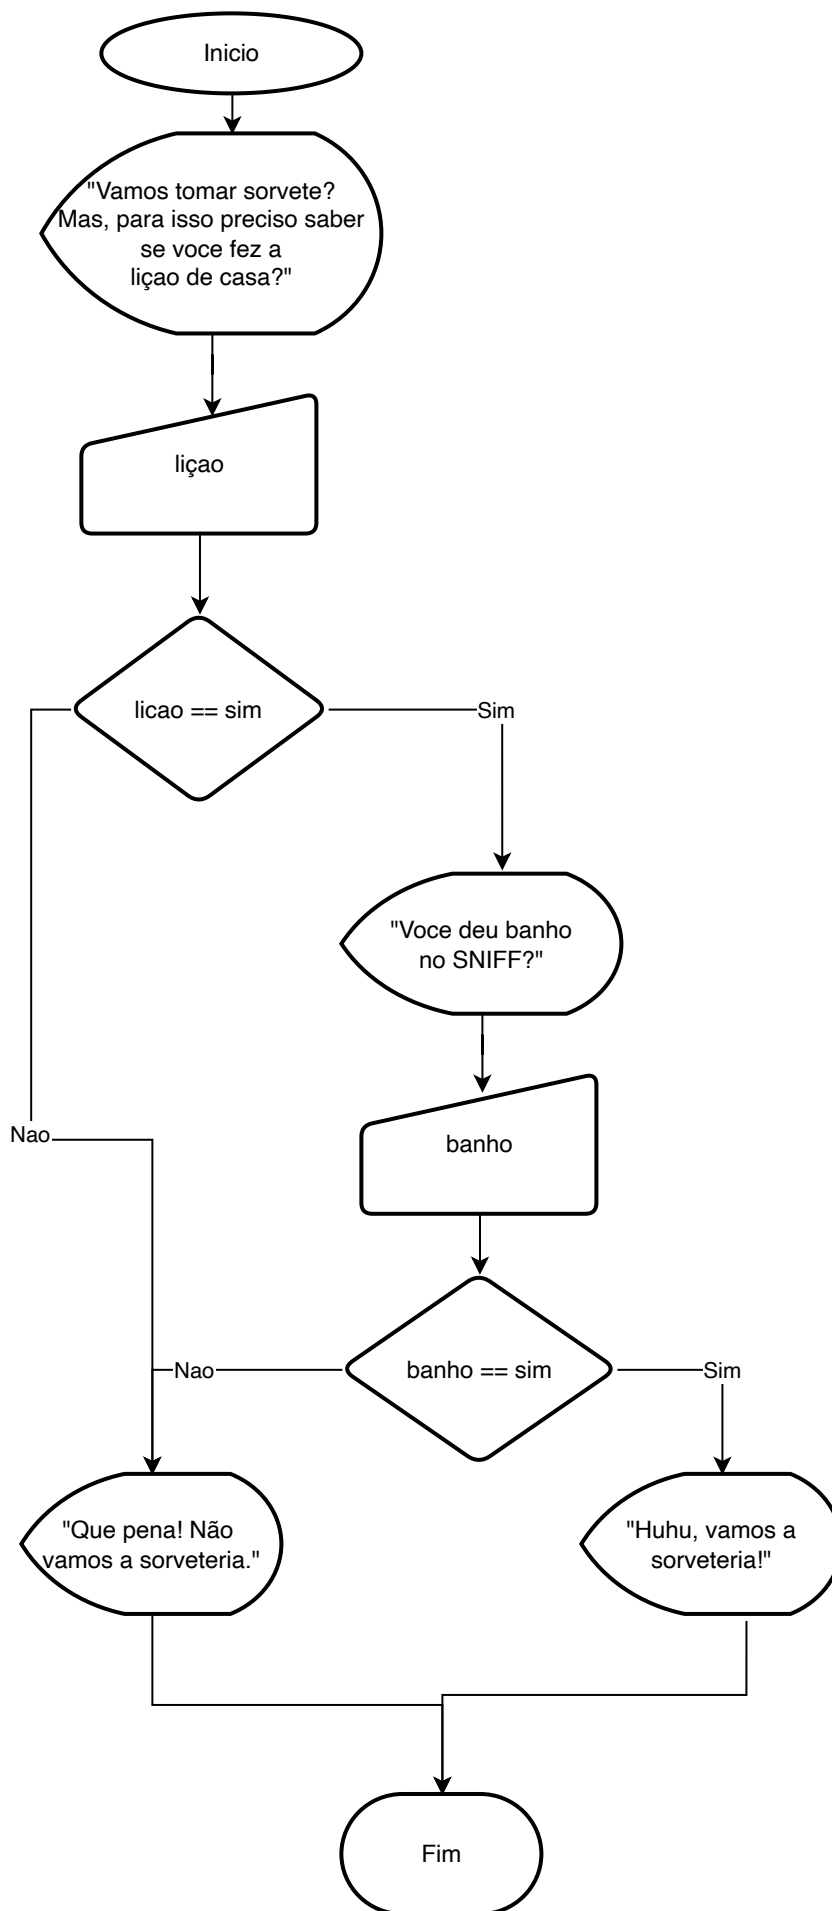 Inicio
"Vamos tomar sorvete?
Mas, para isso preciso saber
se voce fez a
liçao de casa?"
liçao
licao == sim
Sim
"Voce deu banho
no SNIFF?"
Nao
banho
banho == sim
Nao
Sim
"Que pena! Não
vamos a sorveteria."
"Huhu, vamos a
sorveteria!"
Fim